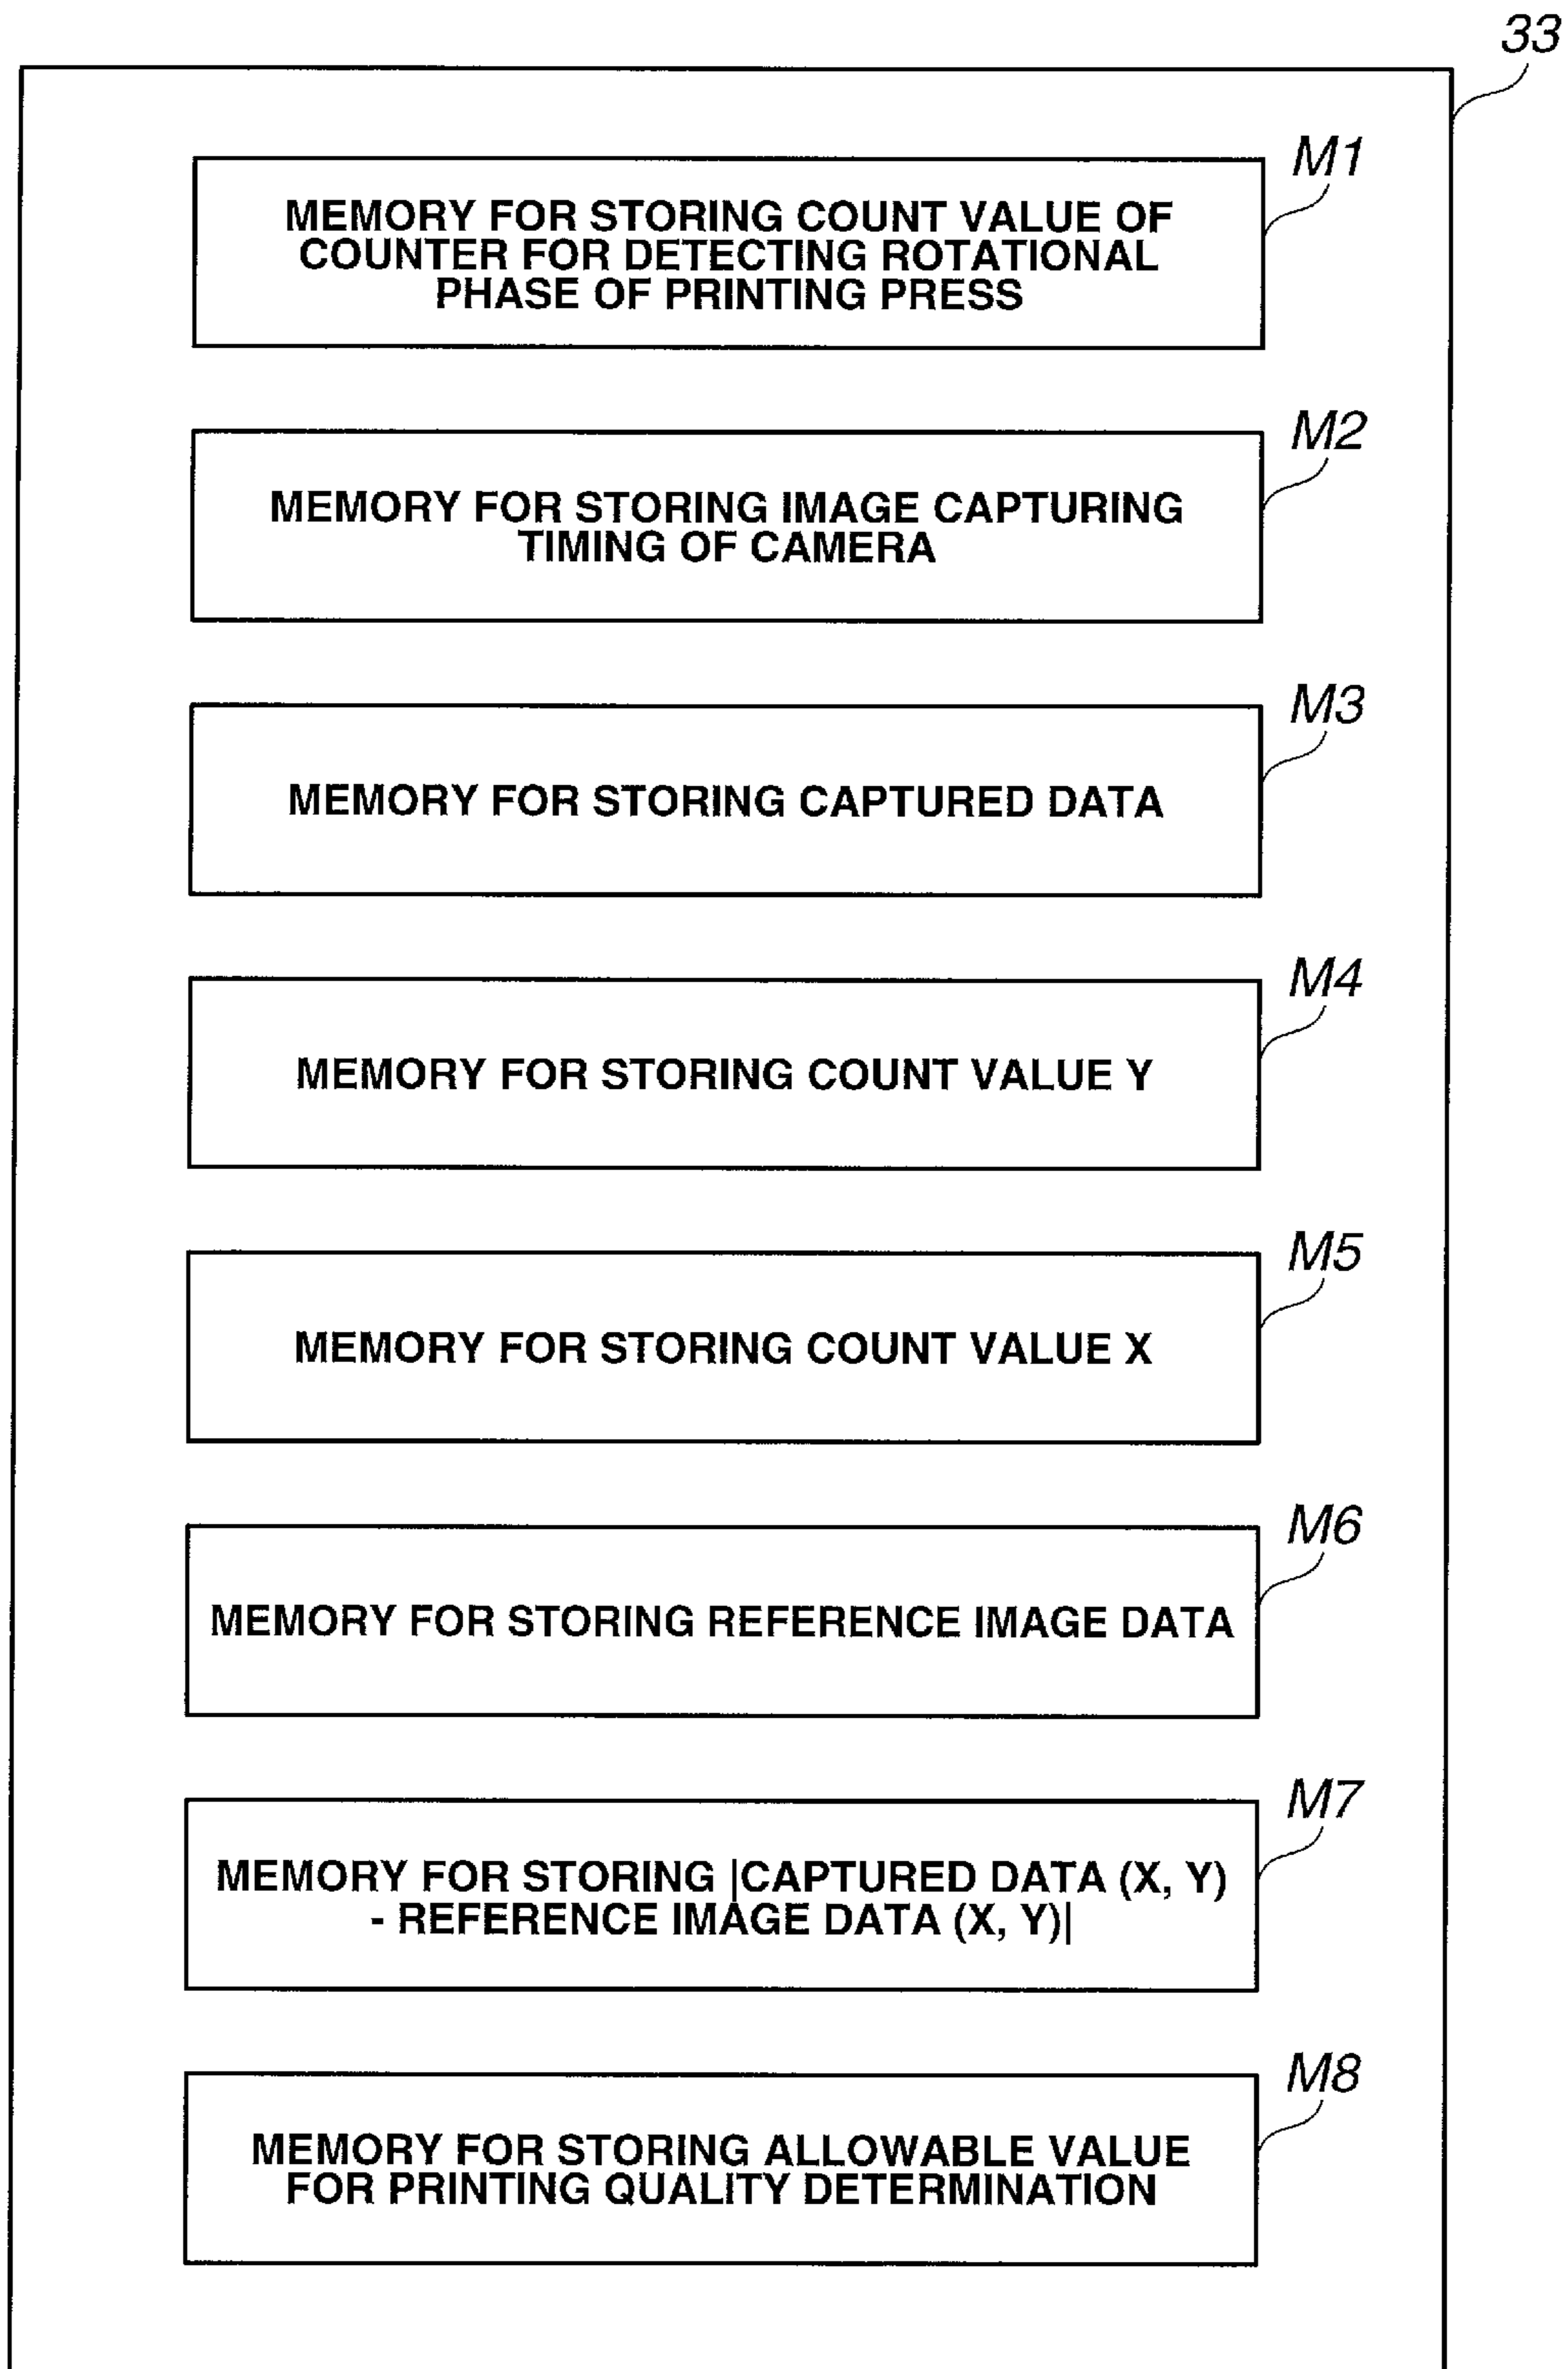 33
M1
MEMORY FOR STORING COUNT VALUE OF
COUNTER FOR DETECTING ROTATIONAL
PHASE OF PRINTING PRESS
M2
MEMORY FOR STORING IMAGE CAPTURING
TIMING OF CAMERA
M3
MEMORY FOR STORING CAPTURED DATA
M4
MEMORY FOR STORING COUNT VALUE Y
M5
MEMORY FOR STORING COUNT VALUE X
M6
MEMORY FOR STORING REFERENCE IMAGE DATA
M7
MEMORY FOR STORING |CAPTURED DATA (X, Y)
- REFERENCE IMAGE DATA (X, Y)|
M8
MEMORY FOR STORING ALLOWABLE VALUE
FOR PRINTING QUALITY DETERMINATION